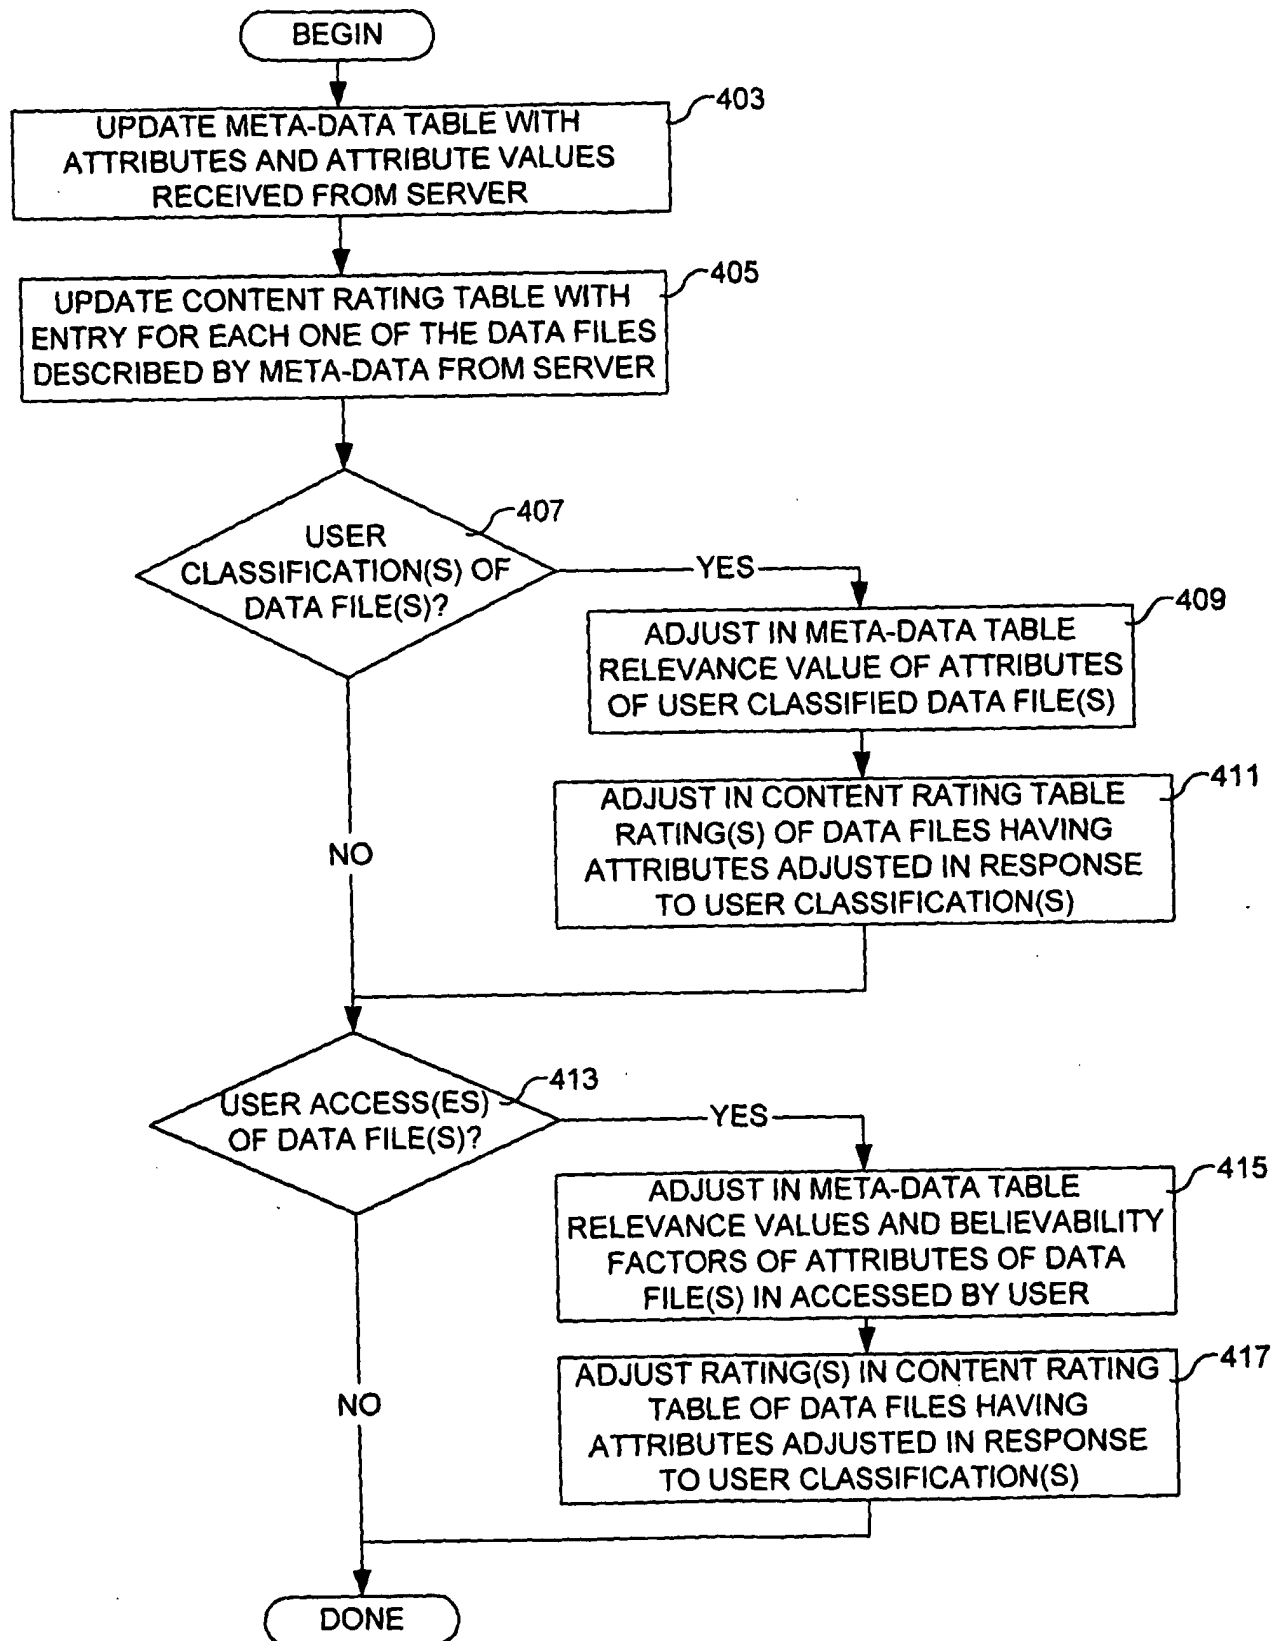 BEGIN
403
UPDATE META-DATA TABLE WITH
ATTRIBUTES AND ATTRIBUTE VALUES
RECEIVED FROM SERVER
405
UPDATE CONTENT RATING TABLE WITH
ENTRY FOR EACH ONE OF THE DATA FILES
DESCRIBED BY META-DATA FROM SERVER
407
USER
CLASSIFICATION(S) OF
DATA FILE(S)?
YES
409
ADJUST IN META-DATA TABLE
RELEVANCE VALUE OF ATTRIBUTES
OF USER CLASSIFIED DATA FILE(S)
411
ADJUST IN CONTENT RATING TABLE
RATING(S) OF DATA FILES HAVING
ATTRIBUTES ADJUSTED IN RESPONSE
TO USER CLASSIFICATION(S)
NO
413
USER ACCESS(ES)
OF DATA FILE(S)?
YES
415
ADJUST IN META-DATA TABLE
RELEVANCE VALUES AND BELIEVABILITY
FACTORS OF ATTRIBUTES OF DATA
FILE(S) IN ACCESSED BY USER
417
ADJUST RATING(S) IN CONTENT RATING
TABLE OF DATA FILES HAVING
ATTRIBUTES ADJUSTED IN RESPONSE
TO USER CLASSIFICATION(S)
NO
DONE